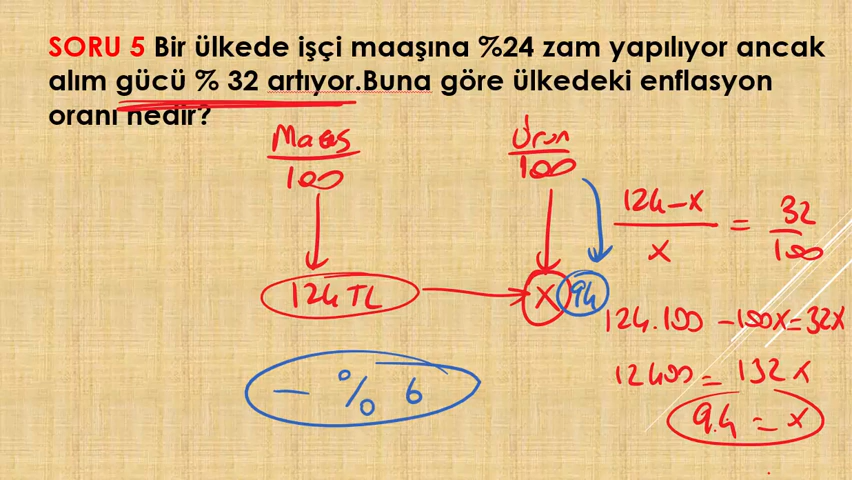 SORU 5 Bir ülkede işçi maaşına %24 zam yapılıyor ancak
alım gücü % 32 artıyor.Buna göre ülkedeki enflasyon
oranı nedir?
Maaş
100
124 TL
Ürün
100
X
94
124-X
X
=
32
100
124.100 -100X=32X
12400 = 132 X
94 = X
- % 6